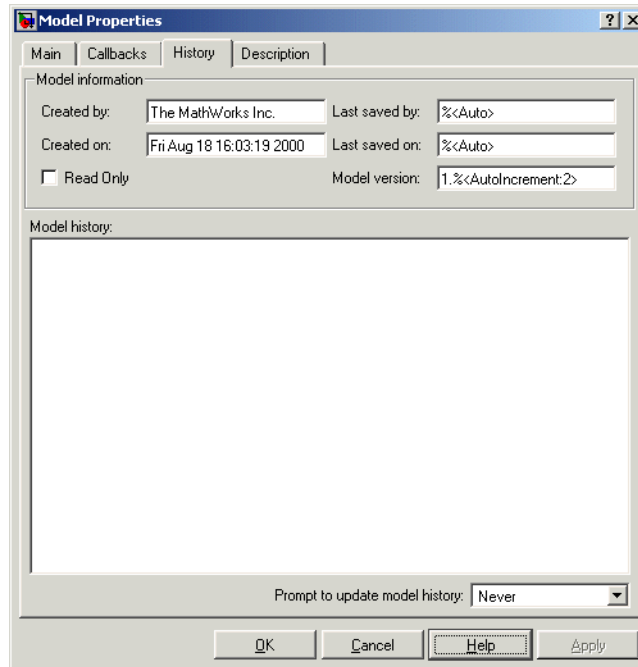 Model Properties
Main Callbacks History Description
Model information
Created by: The MathWorks Inc. Last saved by: %<Auto>
Created on: Fri Aug 18 16:03:19 2000 Last saved on: %<Auto>
Read Only Model version: 1.%<AutoIncrement:2>
Model history:
Prompt to update model history: Never
OK Cancel Help Apply